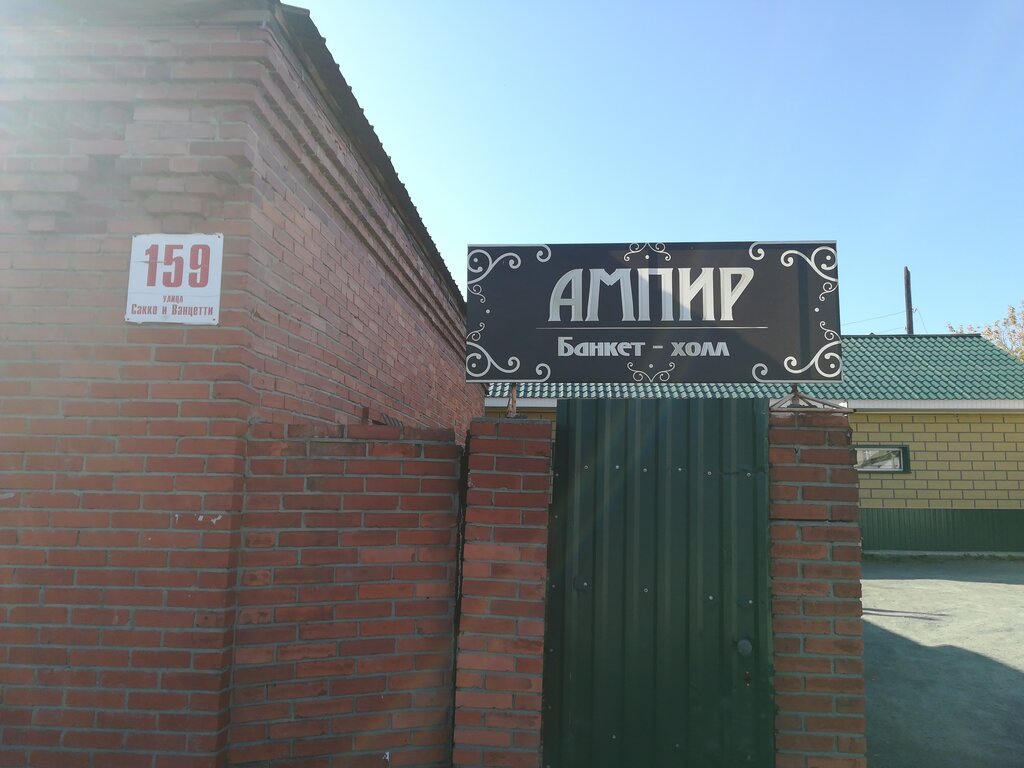 159
улица
Сакко и Ванцетти
АМПИР
Банкет - холл